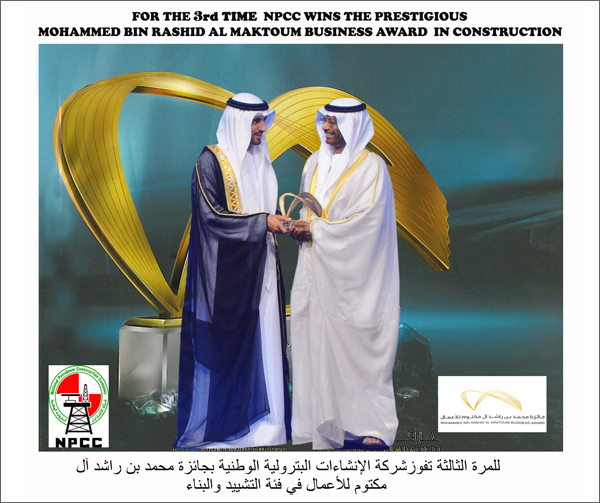 FOR THE 3rd TIME NPCC WINS THE PRESTIGIOUS
MOHAMMED BIN RASHID AL MAKTOUM BUSINESS AWARD IN CONSTRUCTION
NPCC
جائزة محمد بن راشد آل مكتوم للأعمال
MOHAMMED BIN RASHID AL MAKTOUM BUSINESS AWARD
للمرة الثالثة تفوزشركة الإنشاءات البترولية الوطنية بجائزة محمد بن راشد آل
مكتوم للأعمال في فئة التشييد والبناء